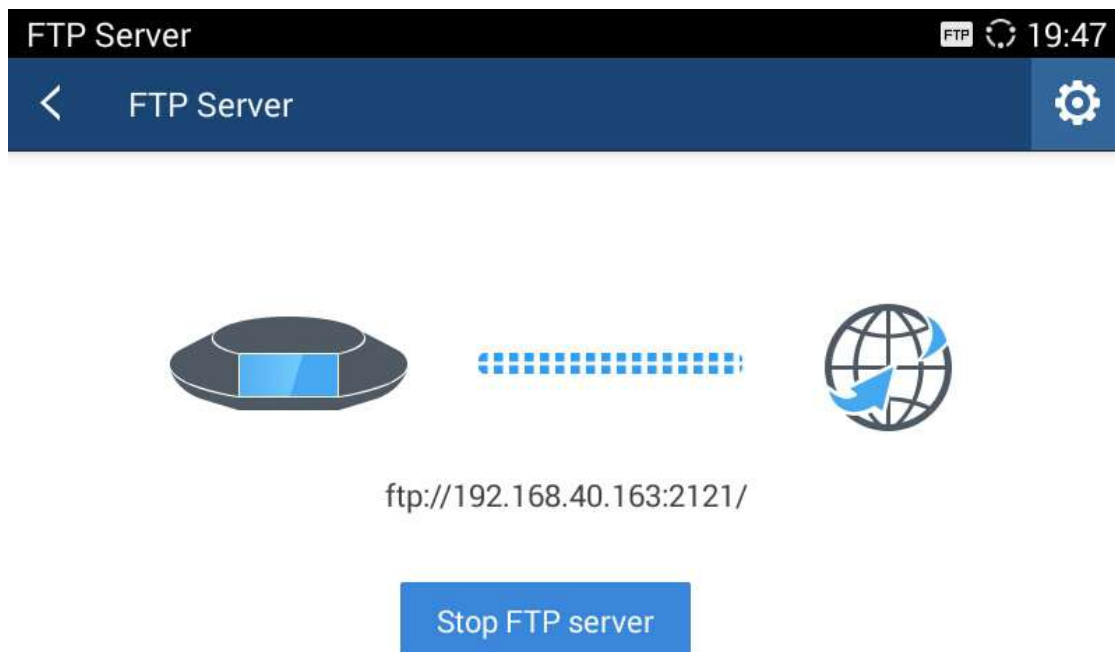 FTP Server
FTP 19:47
FTP Server
ftp://192.168.40.163:2121/
Stop FTP server